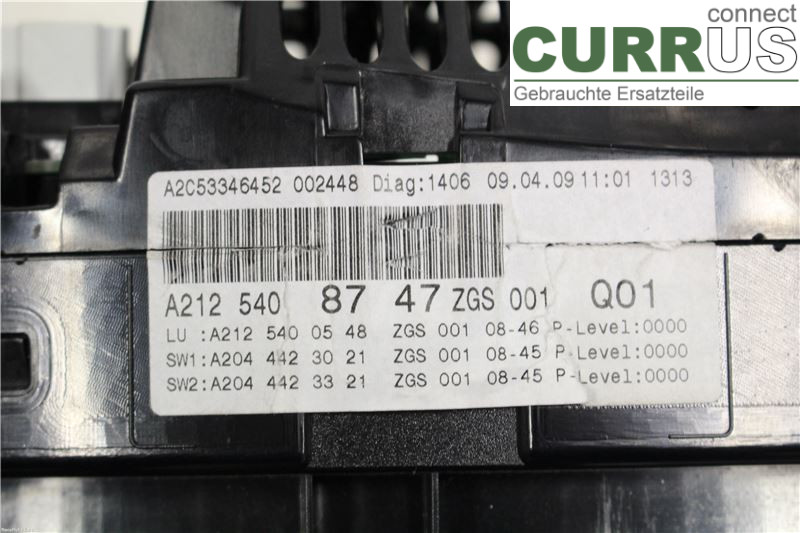 connect
CURRUS
Gebrauchte Ersatzteile
A2C53346452 002448 Diag:1406 09.04.09 11:01 1313
A212 540 87 47 ZGS 001 Q01
LU :A212 540 05 48 ZGS 001 08-46 P-Level:0000
SW1:A204 442 30 21 ZGS 001 08-45 P-Level:0000
SW2:A204 442 33 21 ZGS 001 08-45 P-Level:0000